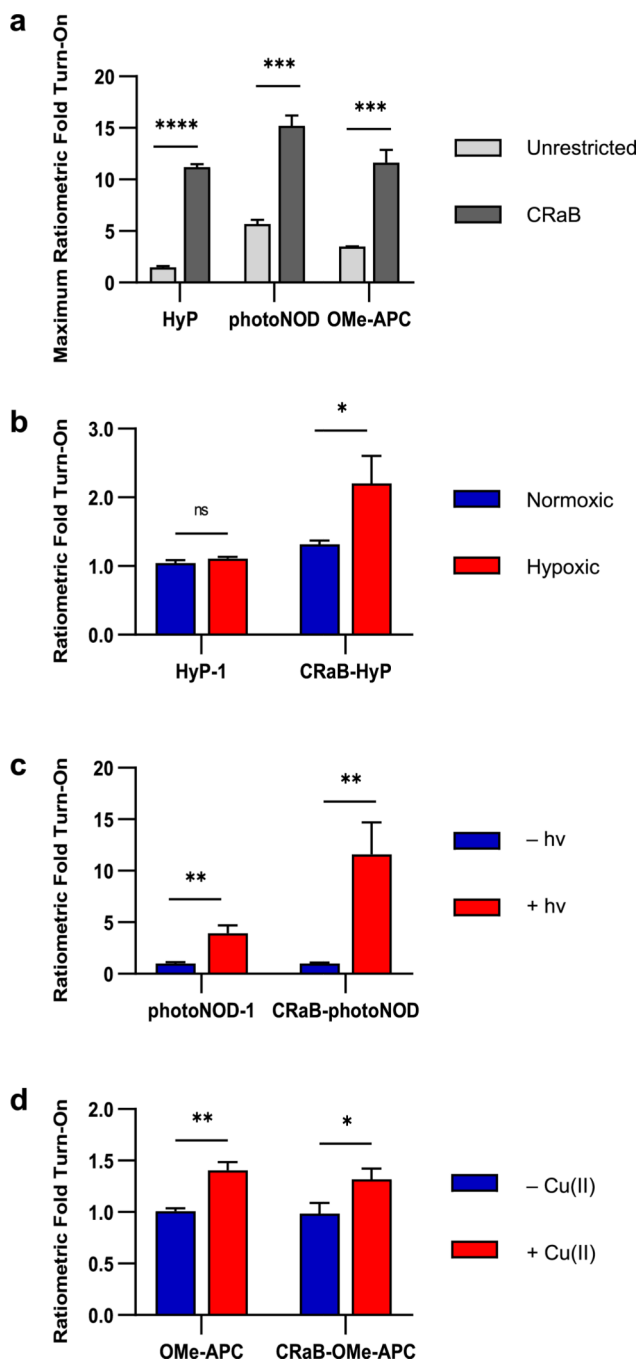 a
Maximum Ratiometric Fold Turn-On
20
15
10
5
0
****
***
***
HyP photoNOD OMe-APC
Unrestricted
CRaB
b
Ratiometric Fold Turn-On
3.0
2.0
1.0
0.0
ns
*
HyP-1 CRaB-HyP
Normoxic
Hypoxic
c
Ratiometric Fold Turn-On
20
15
10
5
0
**
**
photoNOD-1 CRaB-photoNOD
– hv
+ hv
d
Ratiometric Fold Turn-On
2.0
1.5
1.0
0.5
0.0
**
*
OMe-APC CRaB-OMe-APC
– Cu(II)
+ Cu(II)